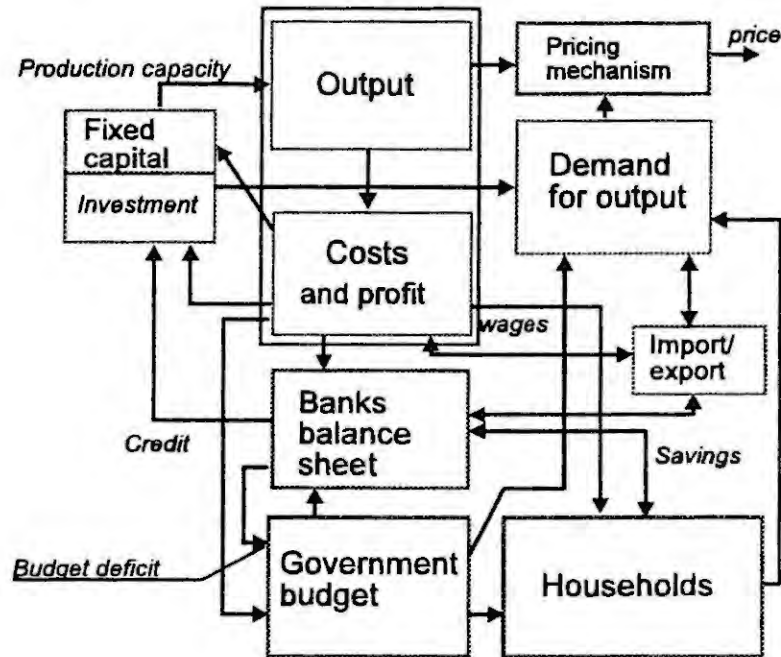 Production capacity
Output
Pricing
mechanism
price
Fixed
capital
Investment
Demand
for output
Costs
and profit
wages
Import/
export
Banks
balance
sheet
Credit
Savings
Budget deficit
Government
budget
Households